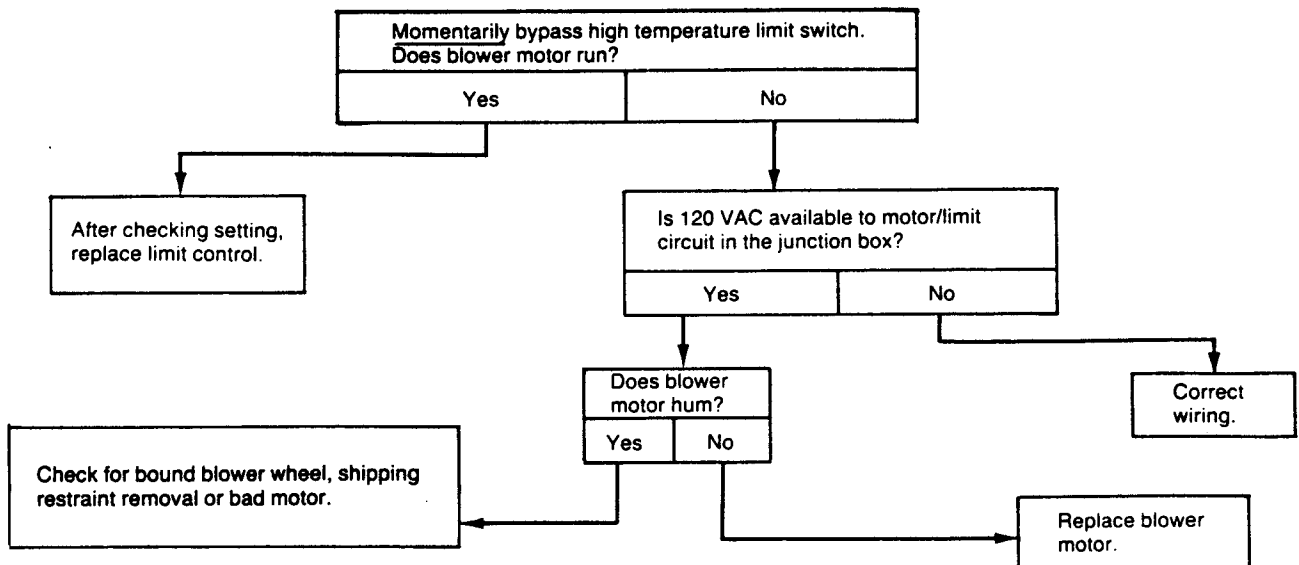 Momentarily bypass high temperature limit switch.
Does blower motor run?
Yes
No
After checking setting,
replace limit control.
Is 120 VAC available to motor/limit
circuit in the junction box?
Yes
No
Does blower
motor hum?
Yes
No
Correct
wiring.
Check for bound blower wheel, shipping
restraint removal or bad motor.
Replace blower
motor.